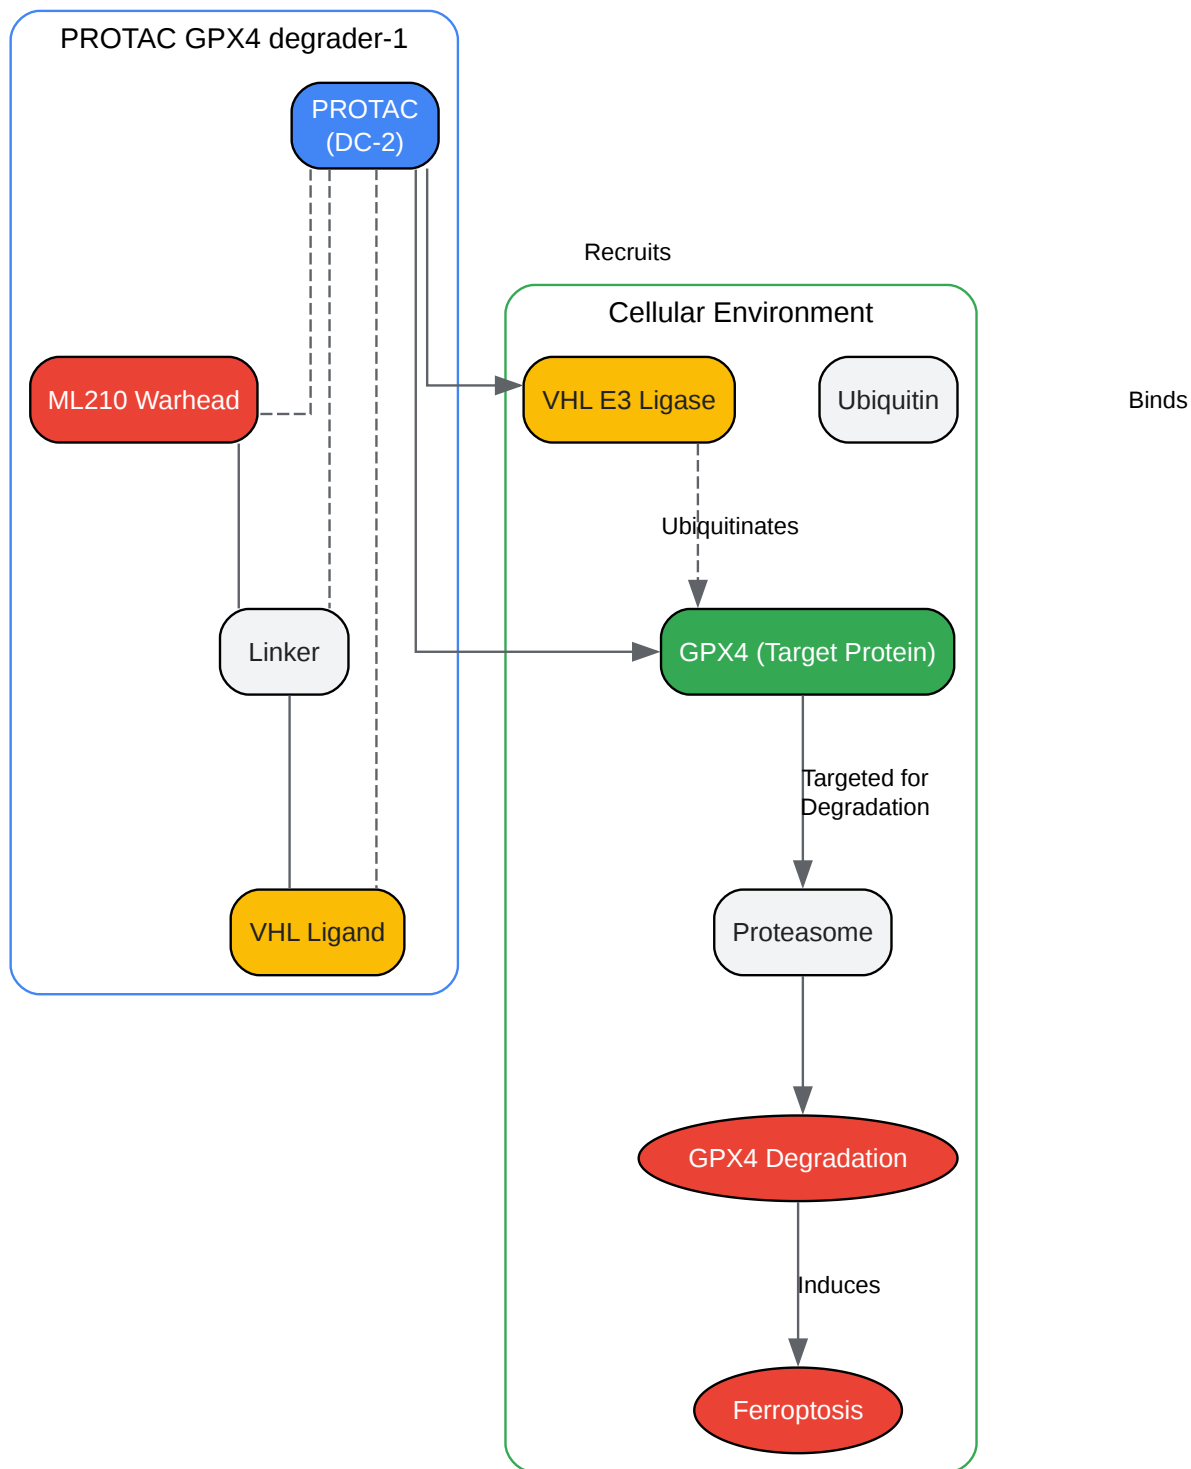 PROTAC GPX4 degrader-1
PROTAC
(DC-2)
Recruits
Cellular Environment
ML210 Warhead
VHL E3 Ligase
Ubiquitin
Binds
Ubiquitinates
Linker
GPX4 (Target Protein)
Targeted for
Degradation
VHL Ligand
Proteasome
GPX4 Degradation
Induces
Ferroptosis